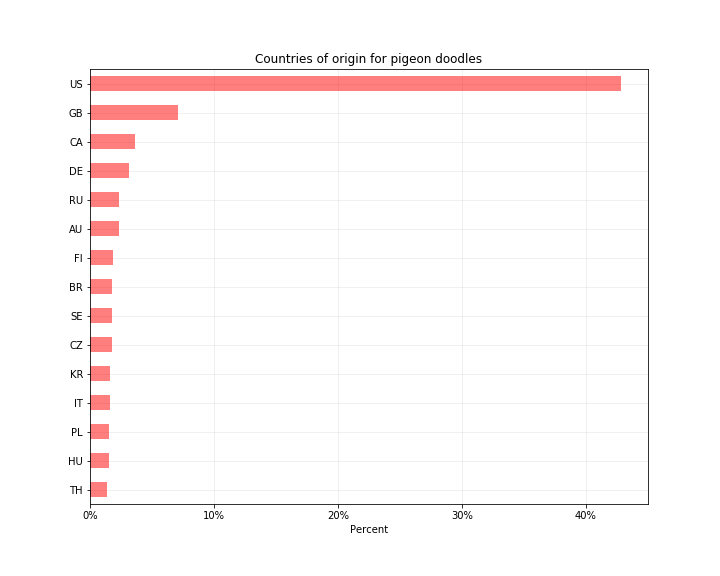 Countries of origin for pigeon doodles
US
GB
CA
DE
RU
AU
FI
BR
SE
CZ
KR
IT
PL
HU
TH
0% 10% 20% 30% 40%
Percent